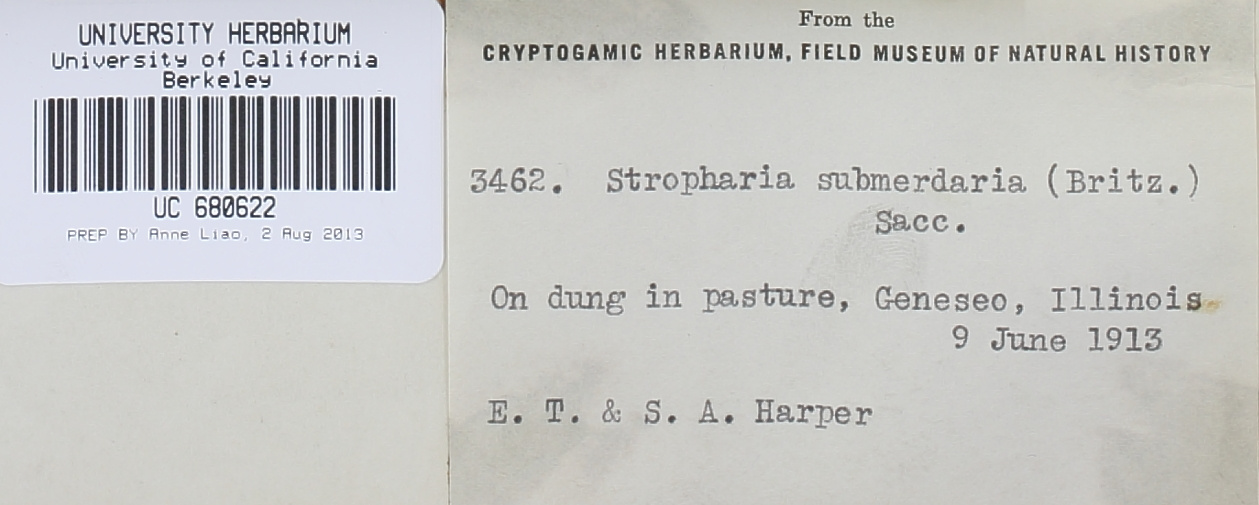 UNIVERSITY HERBARIUM
University of California
Berkeley
UC 680622
PREP BY Anne Liao, 2 Aug 2013
From the
CRYPTOGAMIC HERBARIUM, FIELD MUSEUM OF NATURAL HISTORY
3462. Stropharia submerdaria (Britz.)
Sacc.
On dung in pasture, Geneseo, Illinois
9 June 1913
E. T. & S. A. Harper